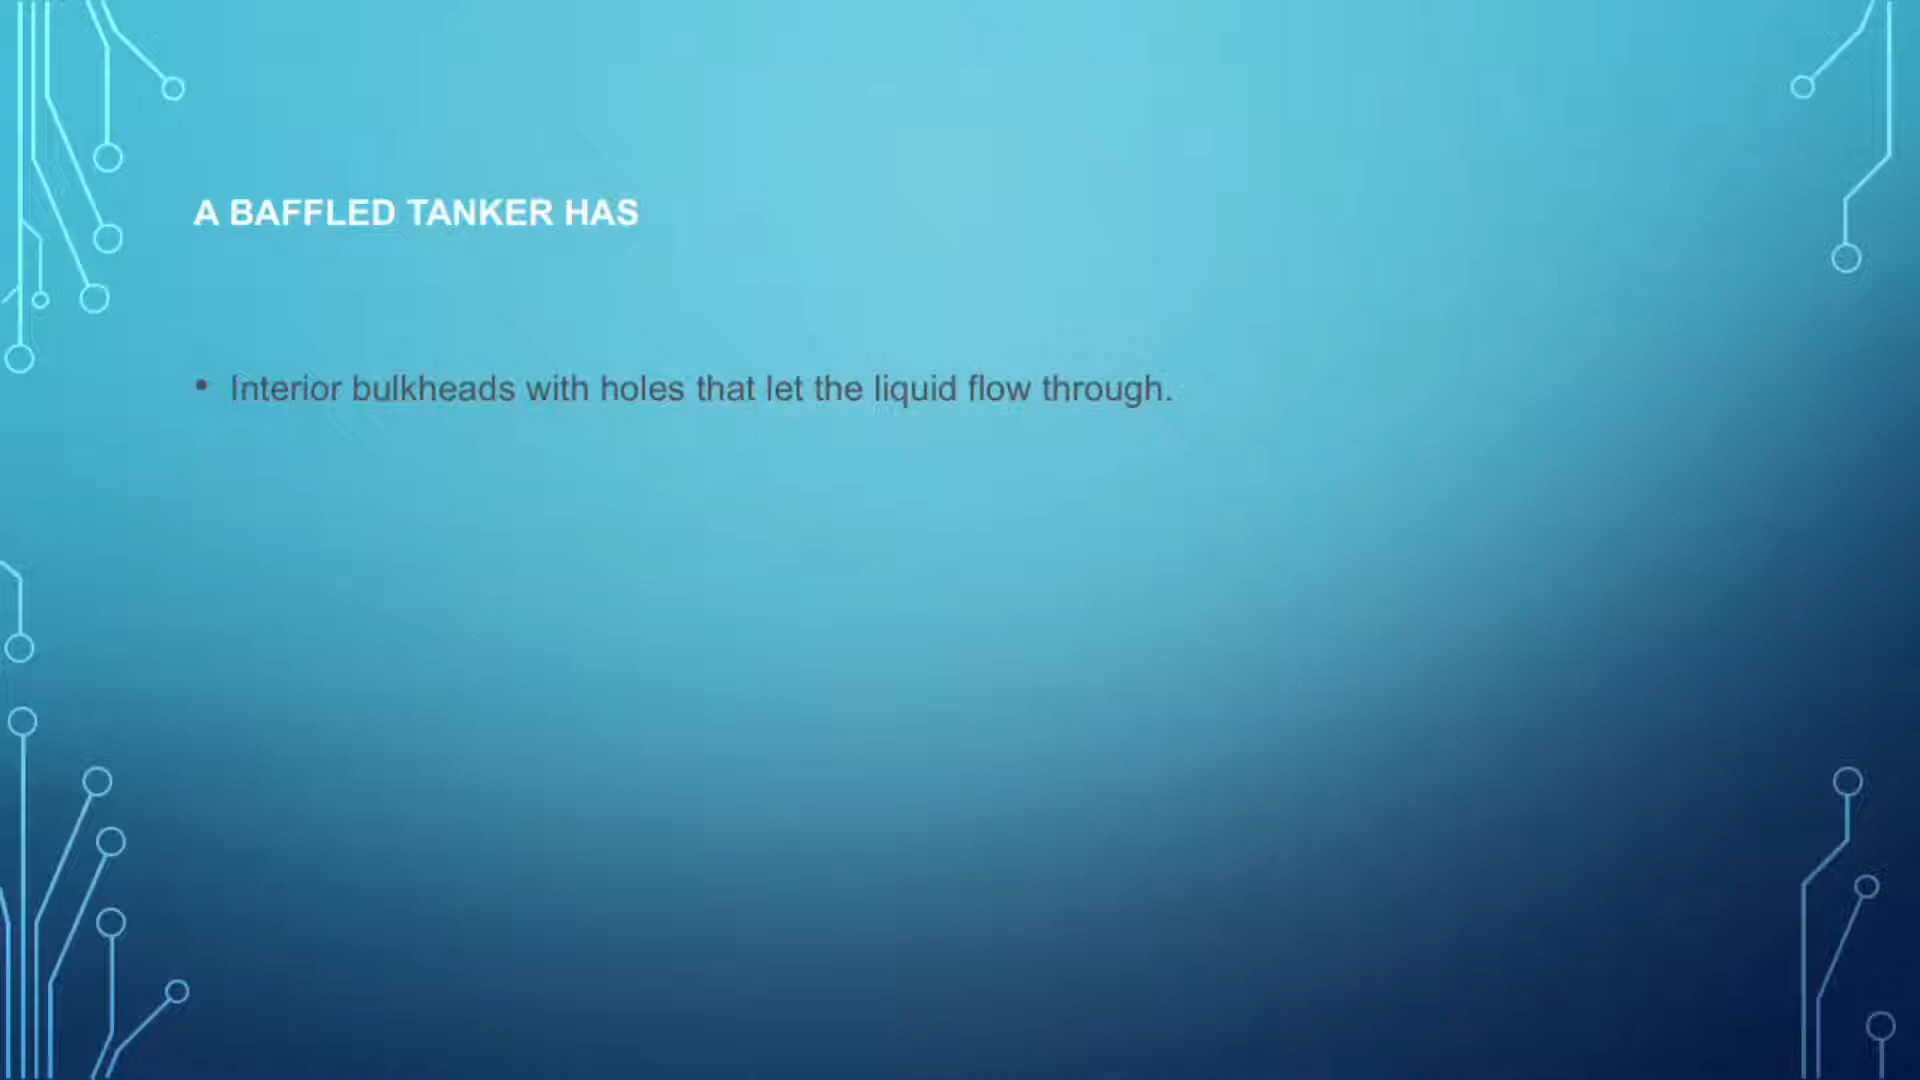 A BAFFLED TANKER HAS
• Interior bulkheads with holes that let the liquid flow through.